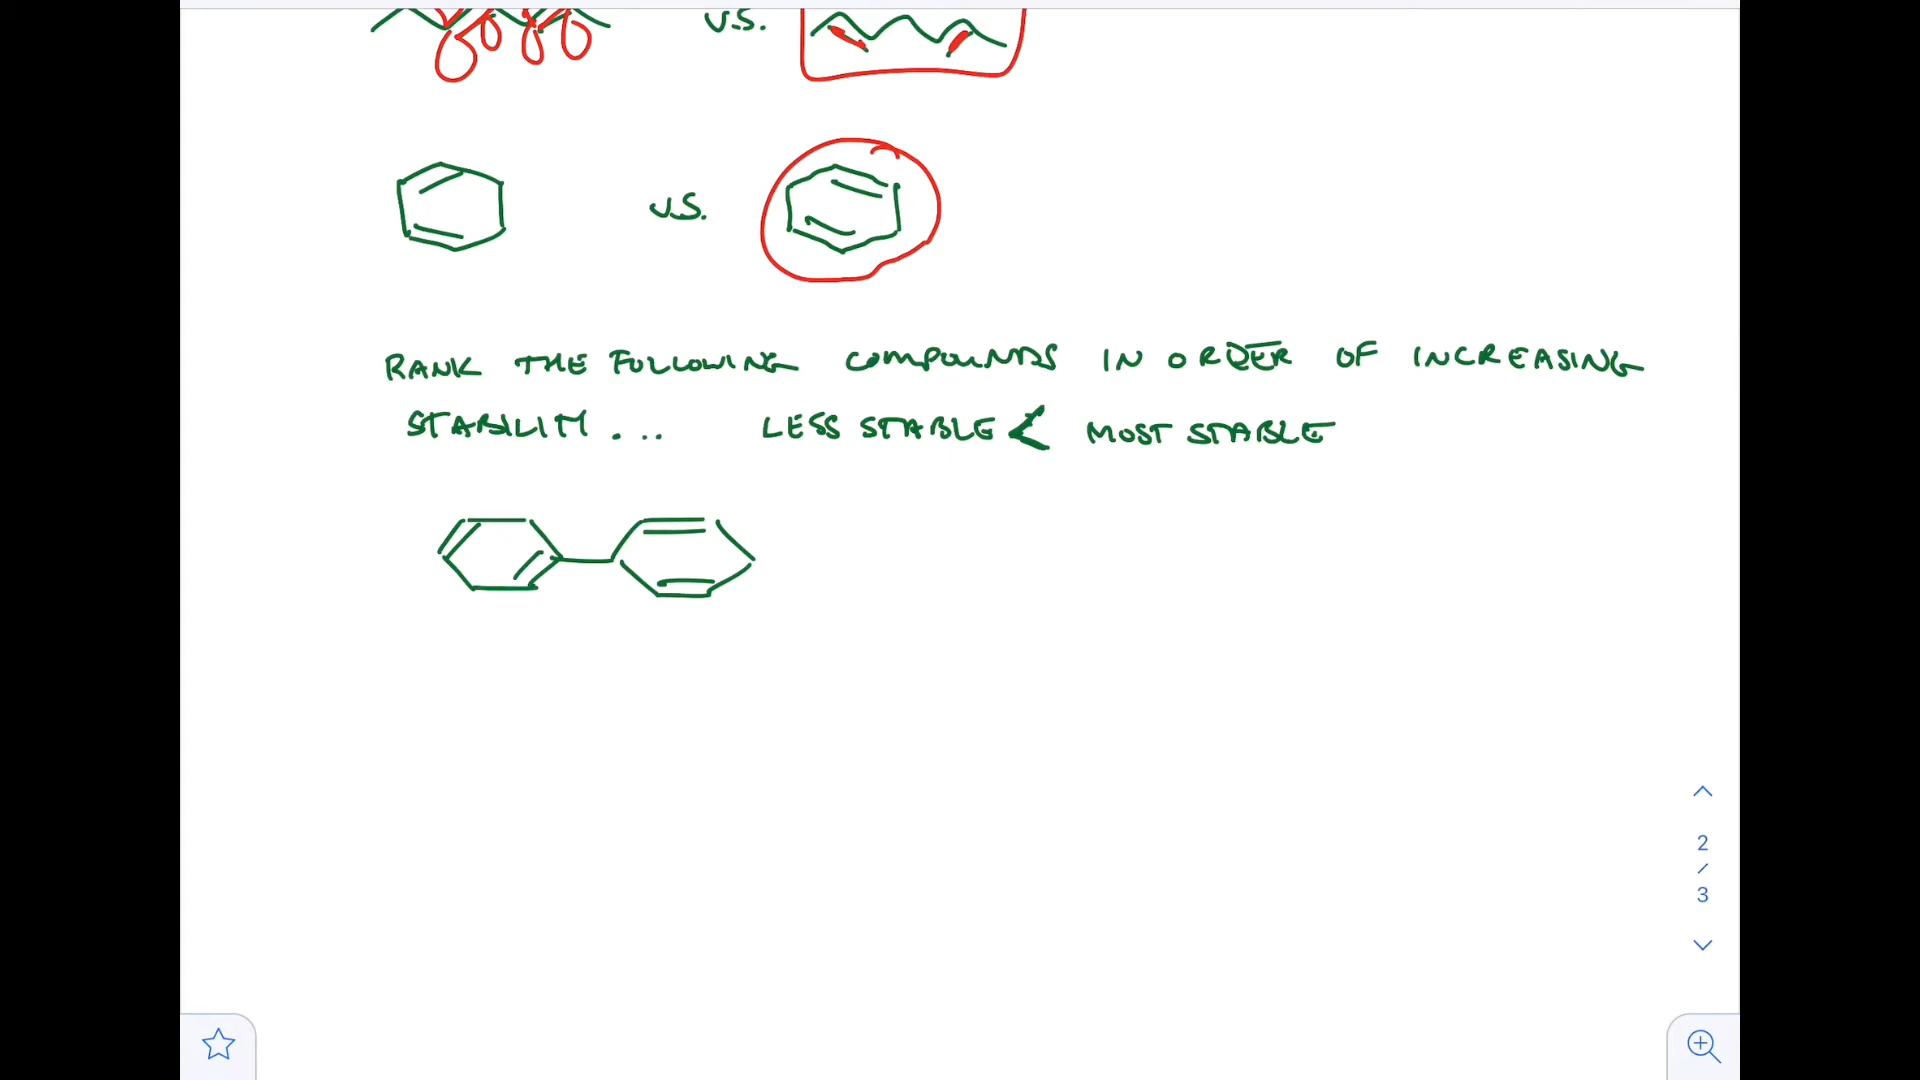 v.s.
v.s.
RANK THE FOLLOWING COMPOUNDS IN ORDER OF INCREASING
STABILITY . .. LESS STABLE < MOST STABLE
2
/
3